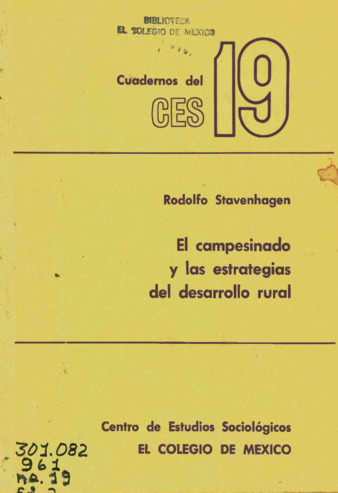 BIBLIOTECA
EL COLEGIO DE MEXICO
Cuadernos del
CES
19
Rodolfo Stavenhagen
El campesinado
y las estrategias
del desarrollo rural
Centro de Estudios Sociológicos
EL COLEGIO DE MEXICO
301.082
961
no. 19